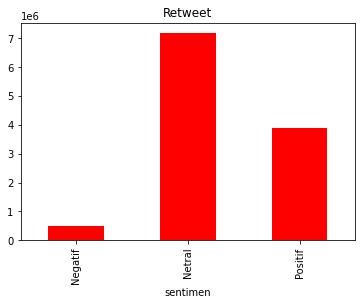 Retweet
1e6
7
6
5
4
3
2
1
0
Negatif
Netral
Positif
sentimen